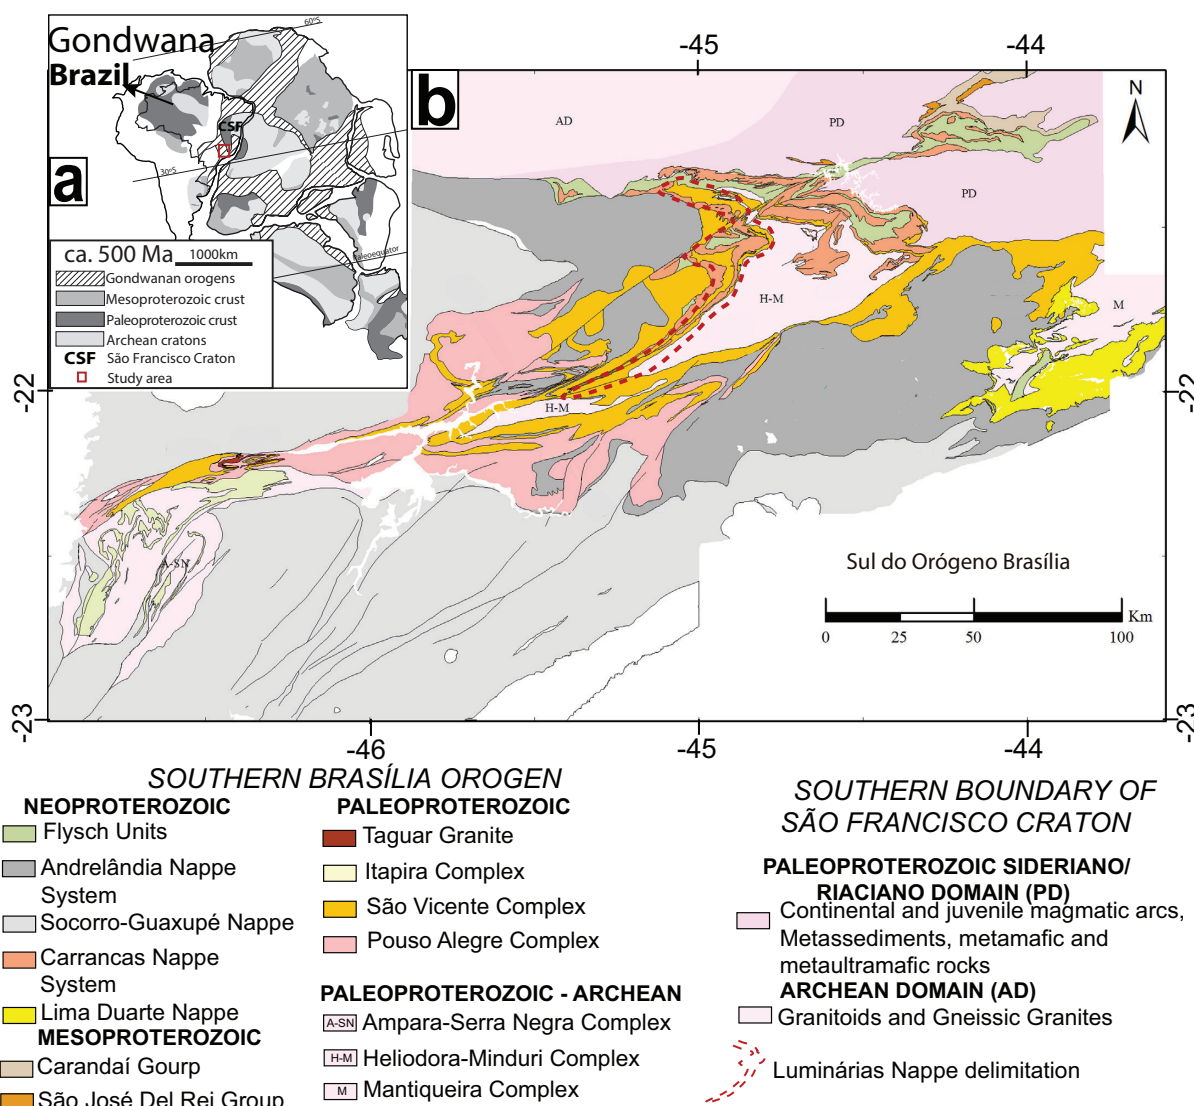 Gondwana
Brazil
60ºS
CSF
30ºS
a
Paleoequator
ca. 500 Ma 1000km
Gondwanan orogens
Mesoproterozoic crust
Paleoproterozoic crust
Archean cratons
CSF São Francisco Craton
Study area
b
-45 -44
N
AD
PD
PD
H-M
M
-22 -22
H-M
A-SN
Sul do Orógeno Brasília
Km
0 25 50 100
-23 -23
-46 -45 -44
SOUTHERN BRASÍLIA OROGEN
NEOPROTEROZOIC
Flysch Units
Andrelândia Nappe
System
Socorro-Guaxupé Nappe
Carrancas Nappe
System
Lima Duarte Nappe
MESOPROTEROZOIC
Carandaí Gourp
São José Del Rei Group
PALEOPROTEROZOIC
Taguar Granite
Itapira Complex
São Vicente Complex
Pouso Alegre Complex
PALEOPROTEROZOIC - ARCHEAN
A-SN Ampara-Serra Negra Complex
H-M Heliodora-Minduri Complex
M Mantiqueira Complex
SOUTHERN BOUNDARY OF
SÃO FRANCISCO CRATON
PALEOPROTEROZOIC SIDERIANO/
RIACIANO DOMAIN (PD)
Continental and juvenile magmatic arcs,
Metassediments, metamafic and
metaultramafic rocks
ARCHEAN DOMAIN (AD)
Granitoids and Gneissic Granites
Luminárias Nappe delimitation